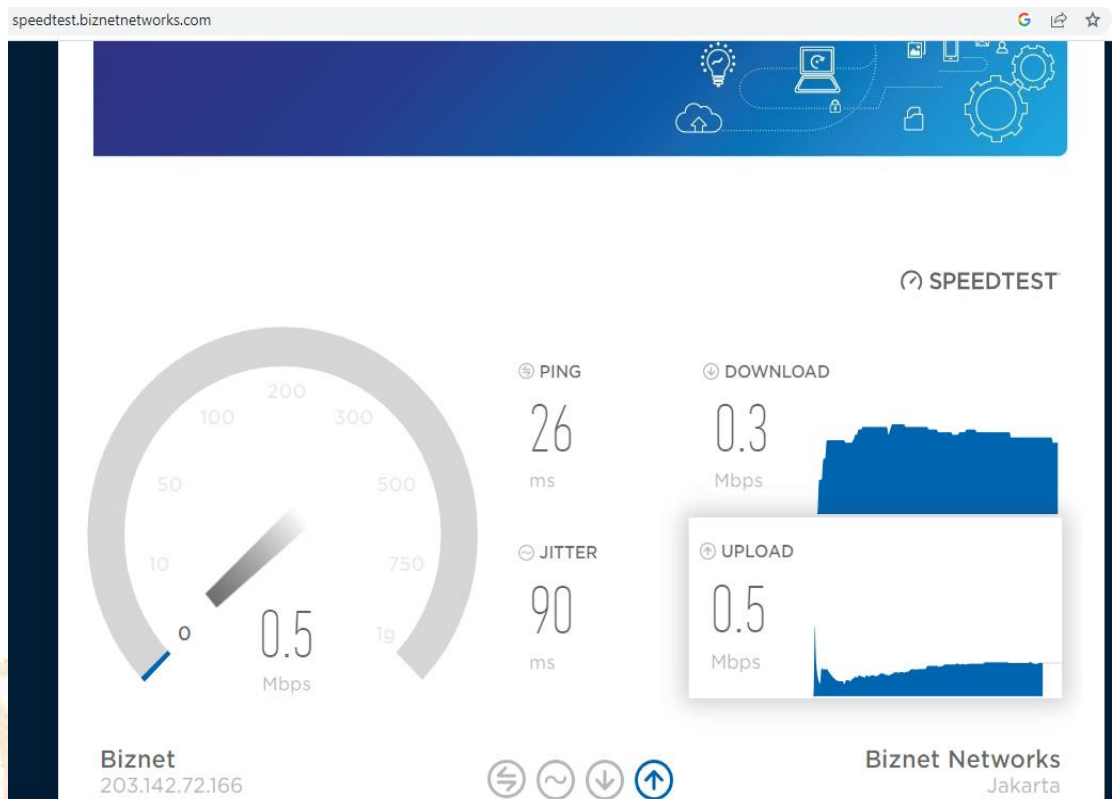 speedtest.biznetnetworks.com
SPEEDTEST
PING
26
ms
DOWNLOAD
0.3
Mbps
JITTER
90
ms
UPLOAD
0.5
Mbps
0
10
50
100
200
300
500
750
1g
0.5
Mbps
Biznet
203.142.72.166
Biznet Networks
Jakarta